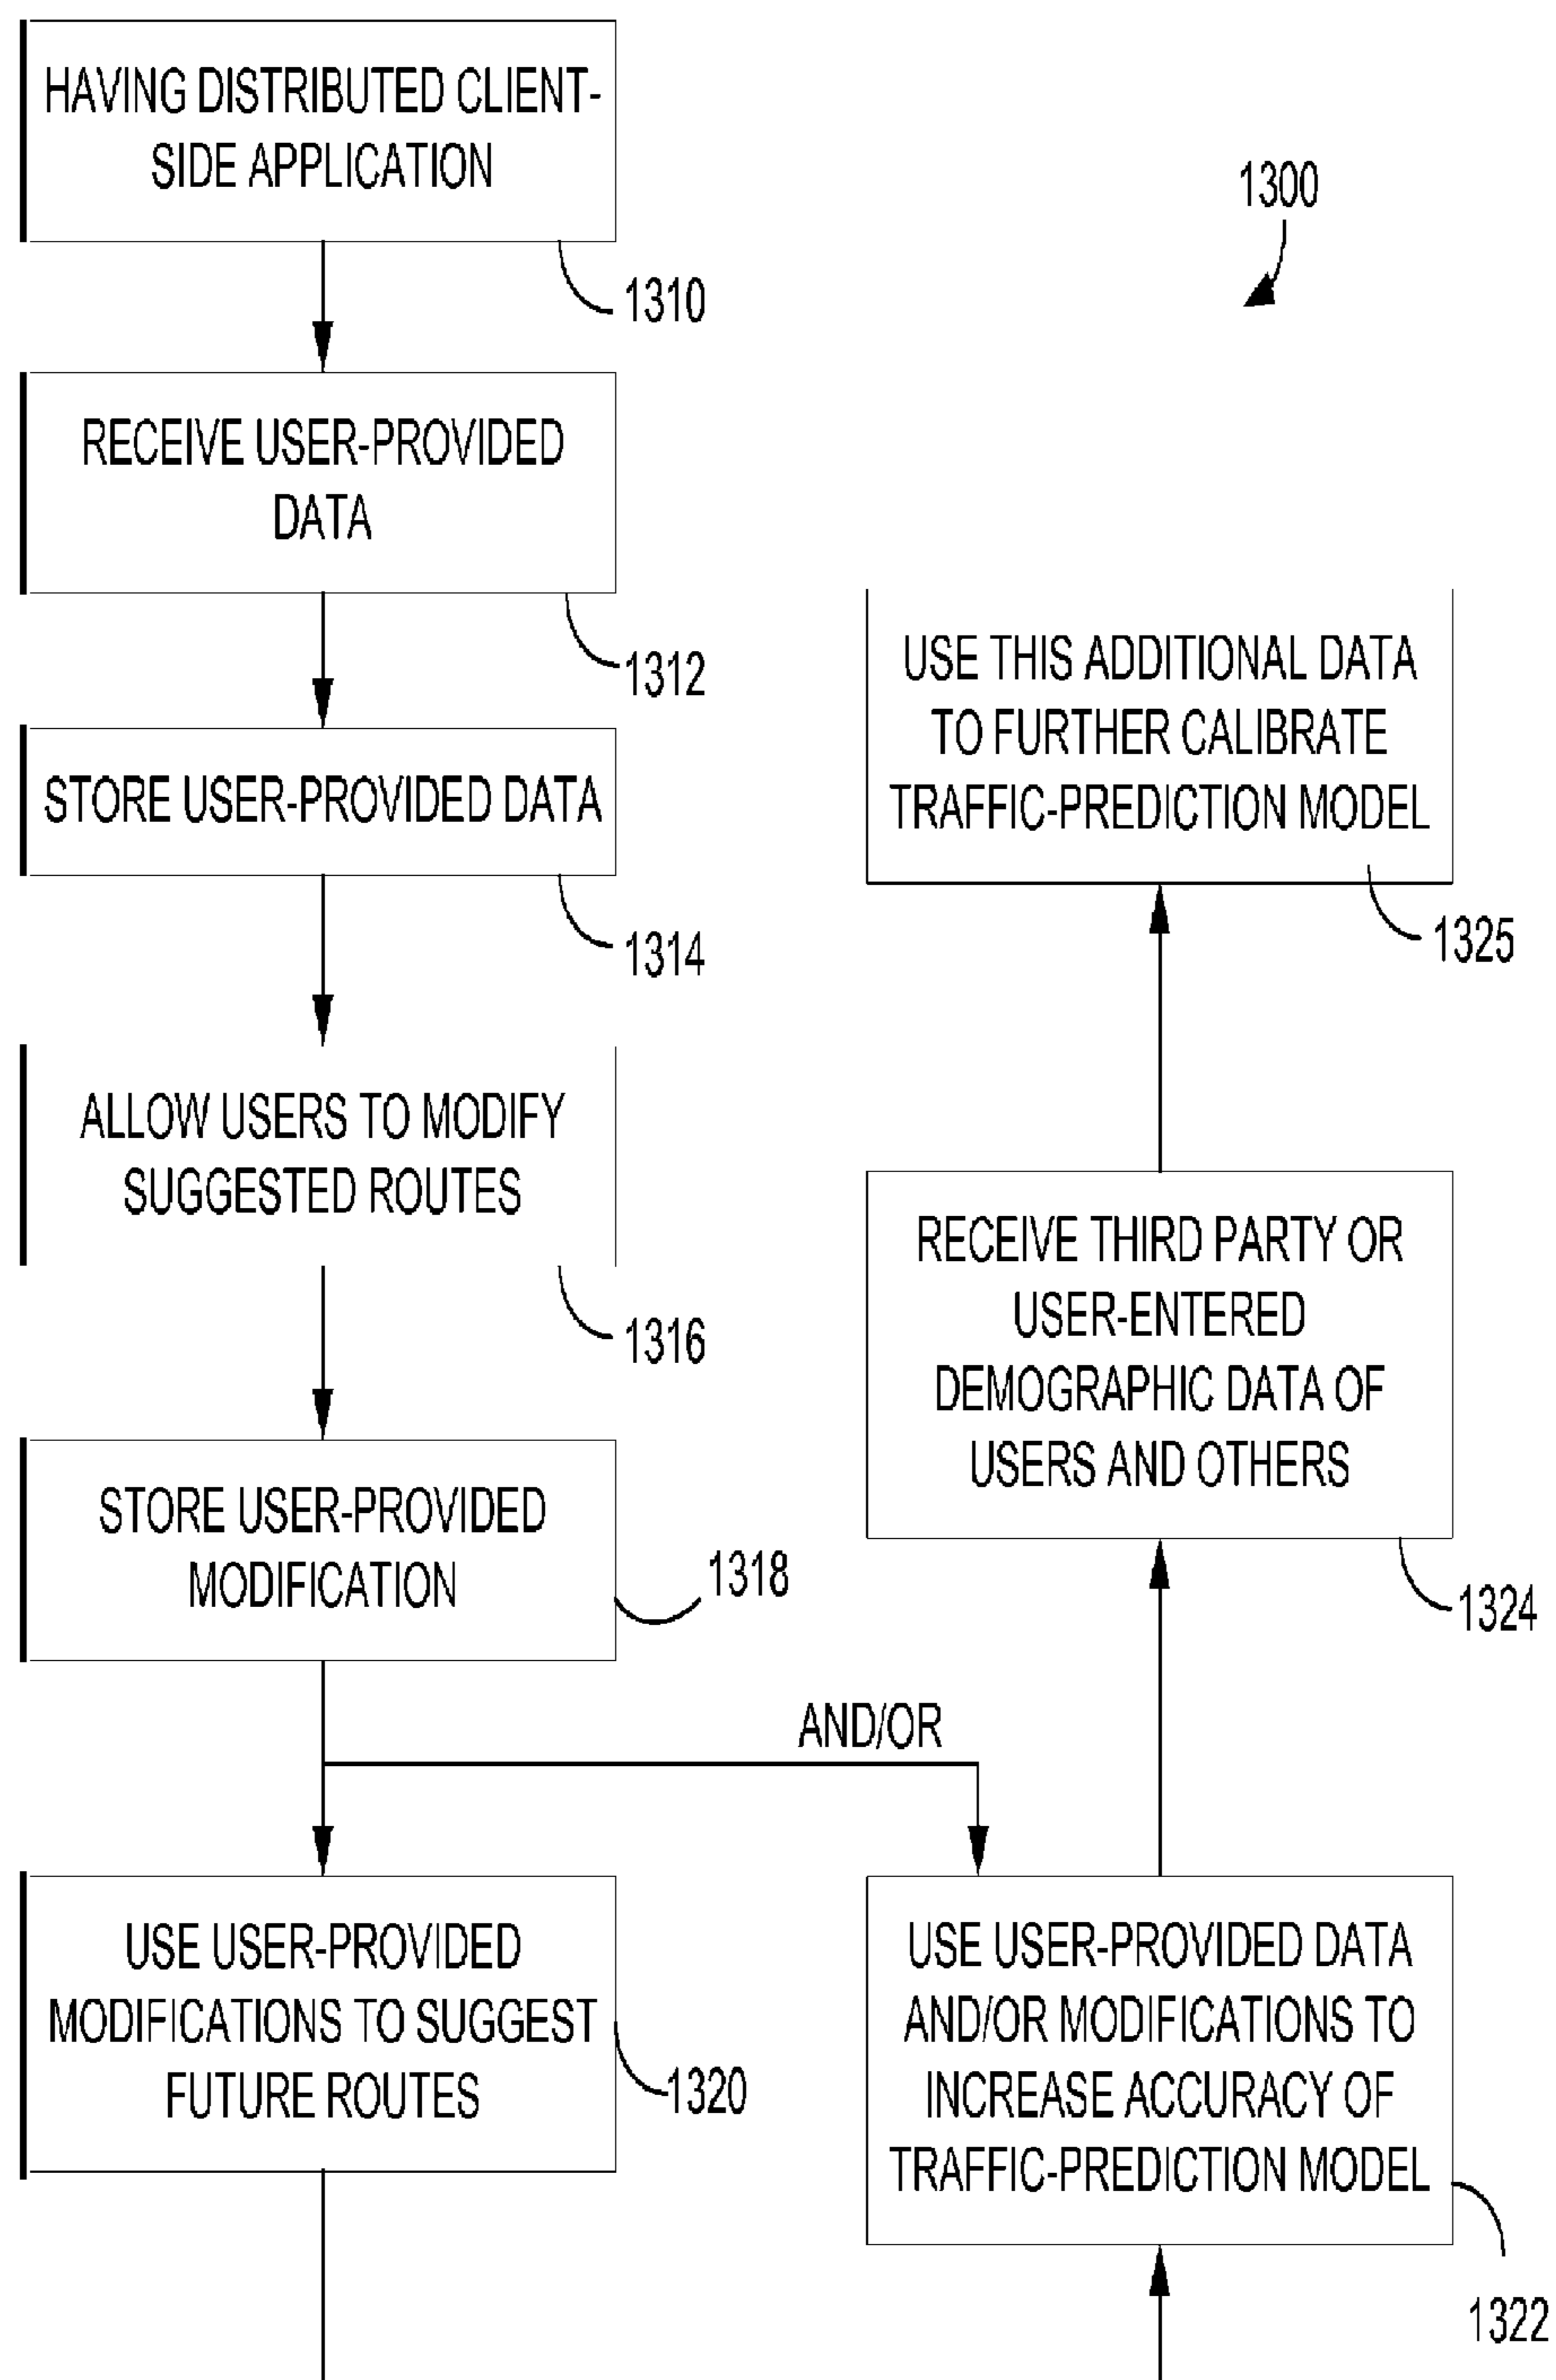 HAVING DISTRIBUTED CLIENT-
SIDE APPLICATION
1310
1300
RECEIVE USER-PROVIDED
DATA
1312
STORE USER-PROVIDED DATA
1314
ALLOW USERS TO MODIFY
SUGGESTED ROUTES
1316
STORE USER-PROVIDED
MODIFICATION
1318
AND/OR
USE USER-PROVIDED
MODIFICATIONS TO SUGGEST
FUTURE ROUTES
1320
USE USER-PROVIDED DATA
AND/OR MODIFICATIONS TO
INCREASE ACCURACY OF
TRAFFIC-PREDICTION MODEL
1322
RECEIVE THIRD PARTY OR
USER-ENTERED
DEMOGRAPHIC DATA OF
USERS AND OTHERS
1324
USE THIS ADDITIONAL DATA
TO FURTHER CALIBRATE
TRAFFIC-PREDICTION MODEL
1325